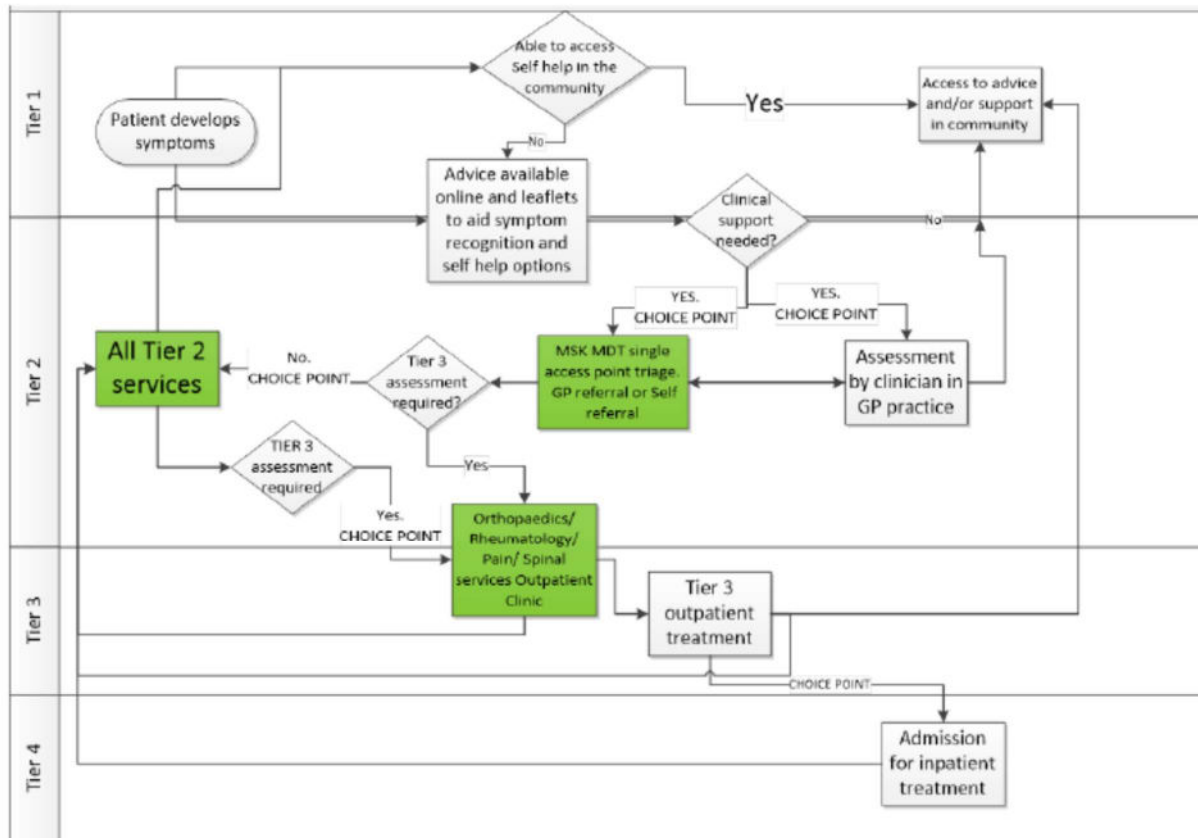 Tier 1
Patient develops
symptoms
Able to access
Self help in the
community
Yes
Access to advice
and/or support
in community
No
Advice available
online and leaflets
to aid symptom
recognition and
self help options
Clinical
support
needed?
No
Tier 2
YES.
CHOICE POINT
YES.
CHOICE POINT
All Tier 2
services
No.
CHOICE POINT
Tier 3
assessment
required?
MSK MDT single
access point triage.
GP referral or Self
referral
Assessment
by clinician in
GP practice
TIER 3
assessment
required
Yes
Yes.
CHOICE POINT
Orthopaedics/
Rheumatology/
Pain/ Spinal
services Outpatient
Clinic
Tier 3
Tier 3
outpatient
treatment
CHOICE POINT
Tier 4
Admission
for inpatient
treatment